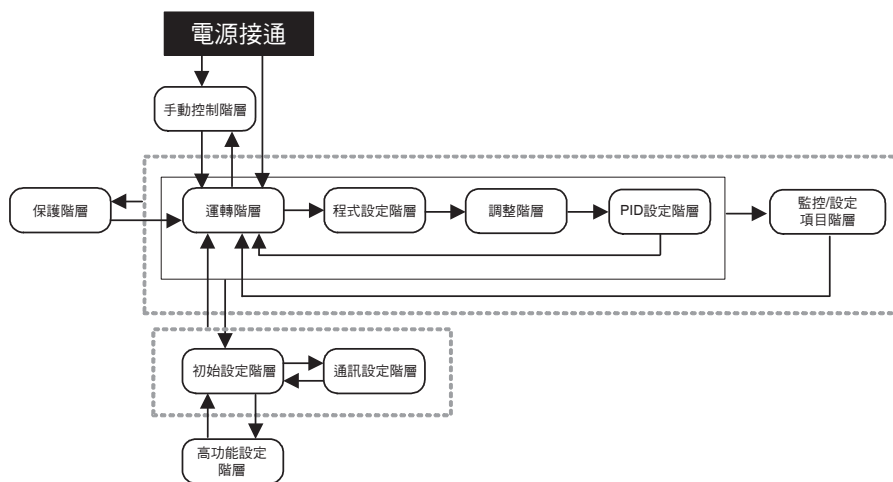 電源接通
手動控制階層
保護階層
運轉階層
程式設定階層
調整階層
PID設定階層
監控/設定
項目階層
初始設定階層
通訊設定階層
高功能設定
階層